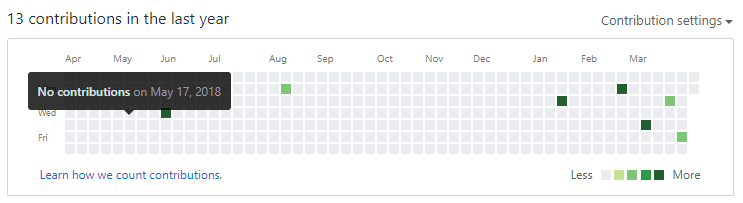 13 contributions in the last year
Contribution settings
Apr May Jun Jul Aug Sep Oct Nov Dec Jan Feb Mar
No contributions on May 17, 2018
Wed
Fri
Learn how we count contributions.
Less More